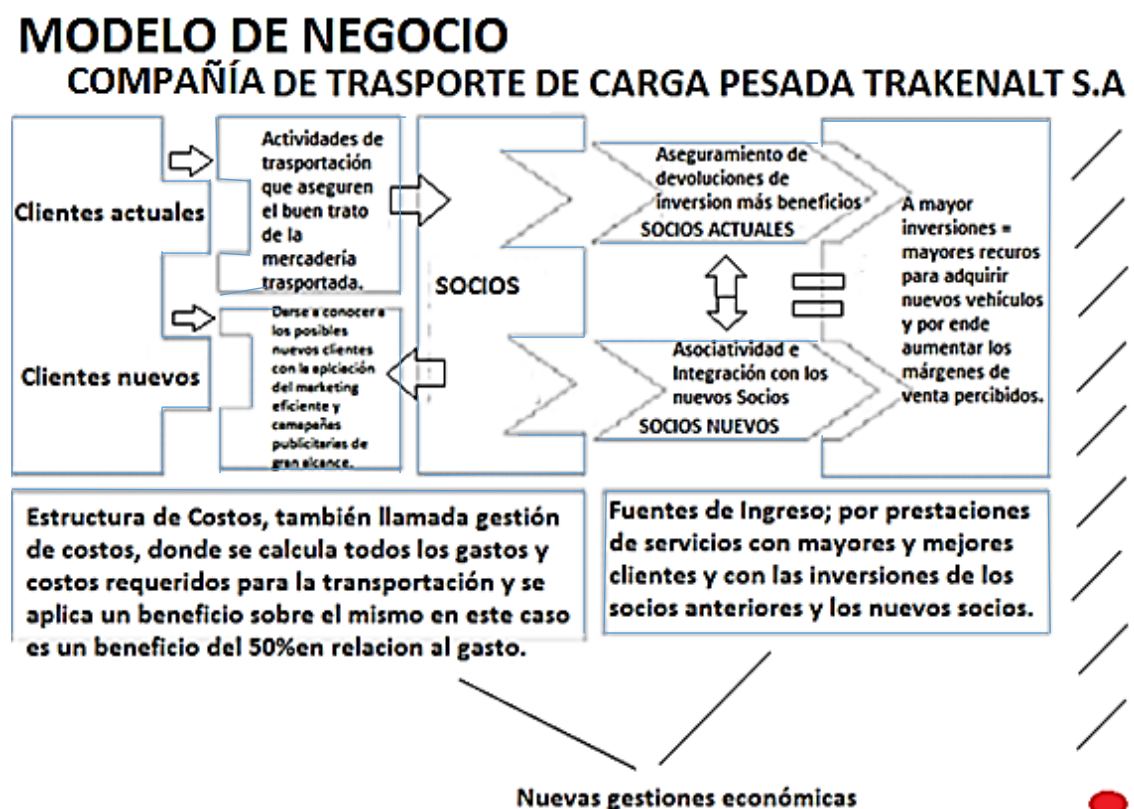 MODELO DE NEGOCIO
COMPAÑÍA DE TRASPORTE DE CARGA PESADA TRAKENALT S.A
Clientes actuales
Actividades de
trasportación
que aseguren
el buen trato
de la
mercadería
trasportada.
Clientes nuevos
Darse a conocer a
los posibles
nuevos clientes
con la aplciación
del marketing
eficiente y
camapañas
publicitarias de
gran alcance.
SOCIOS
Aseguramiento de
devoluciones de
inversion más beneficios
SOCIOS ACTUALES
Asociatividad e
Integración con los
nuevos Socios
SOCIOS NUEVOS
A mayor
inversiones =
mayores recuros
para adquirir
nuevos vehículos
y por ende
aumentar los
márgenes de
venta percibidos.
Estructura de Costos, también llamada gestión
de costos, donde se calcula todos los gastos y
costos requeridos para la transportación y se
aplica un beneficio sobre el mismo en este caso
es un beneficio del 50%en relacion al gasto.
Fuentes de Ingreso; por prestaciones
de servicios con mayores y mejores
clientes y con las inversiones de los
socios anteriores y los nuevos socios.
Nuevas gestiones económicas